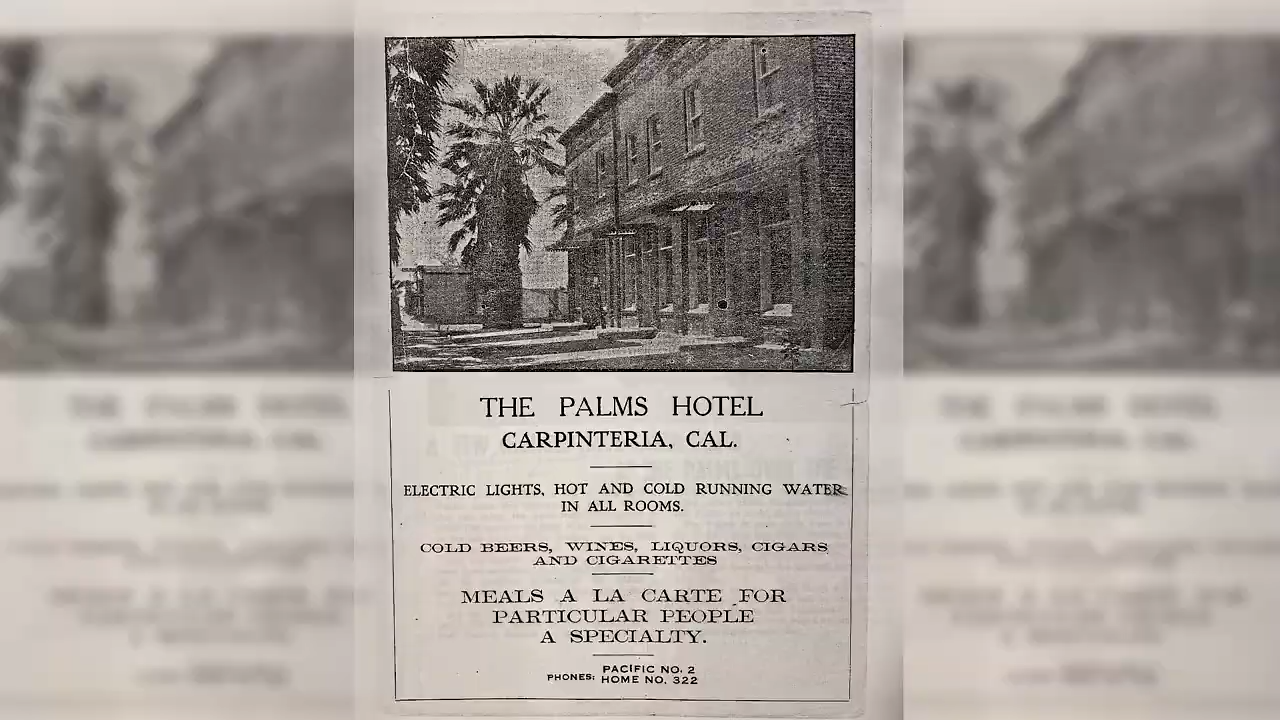 THE PALMS HOTEL
CARPINTERIA, CAL.
ELECTRIC LIGHTS, HOT AND COLD RUNNING WATER
IN ALL ROOMS.
COLD BEERS, WINES, LIQUORS, CIGARS
AND CIGARETTES
MEALS A LA CARTE FOR
PARTICULAR PEOPLE
A SPECIALTY.
PHONES: PACIFIC NO. 2
HOME NO. 322